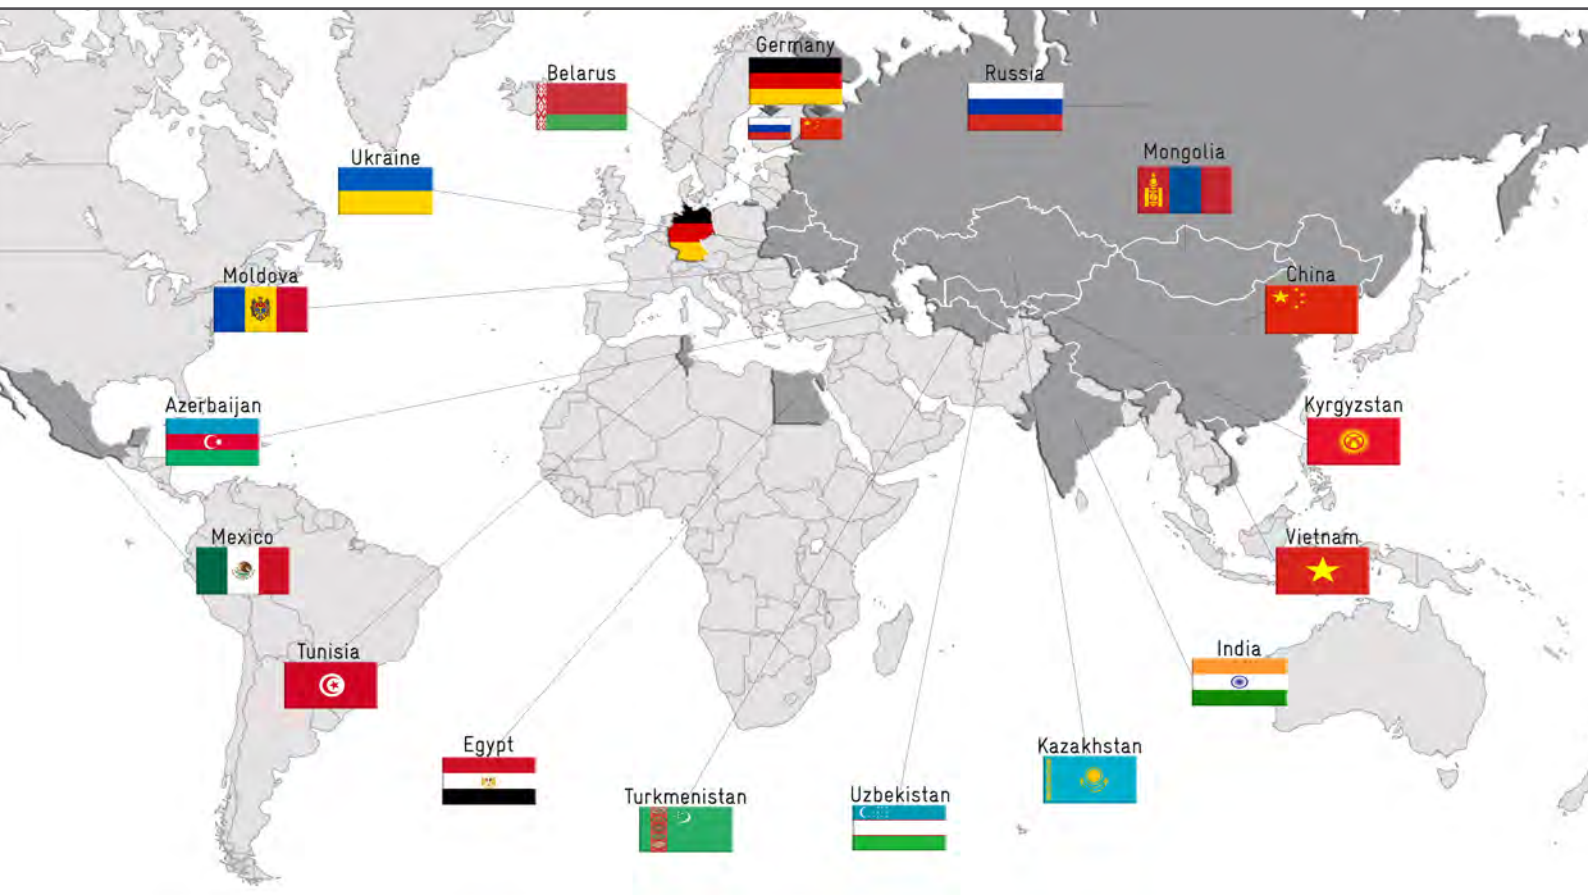 Germany
Belarus
Russia
Mongolia
Ukraine
Moldova
China
Azerbaijan
Kyrgyzstan
Mexico
Vietnam
Tunisia
India
Egypt
Kazakhstan
Turkmenistan
Uzbekistan